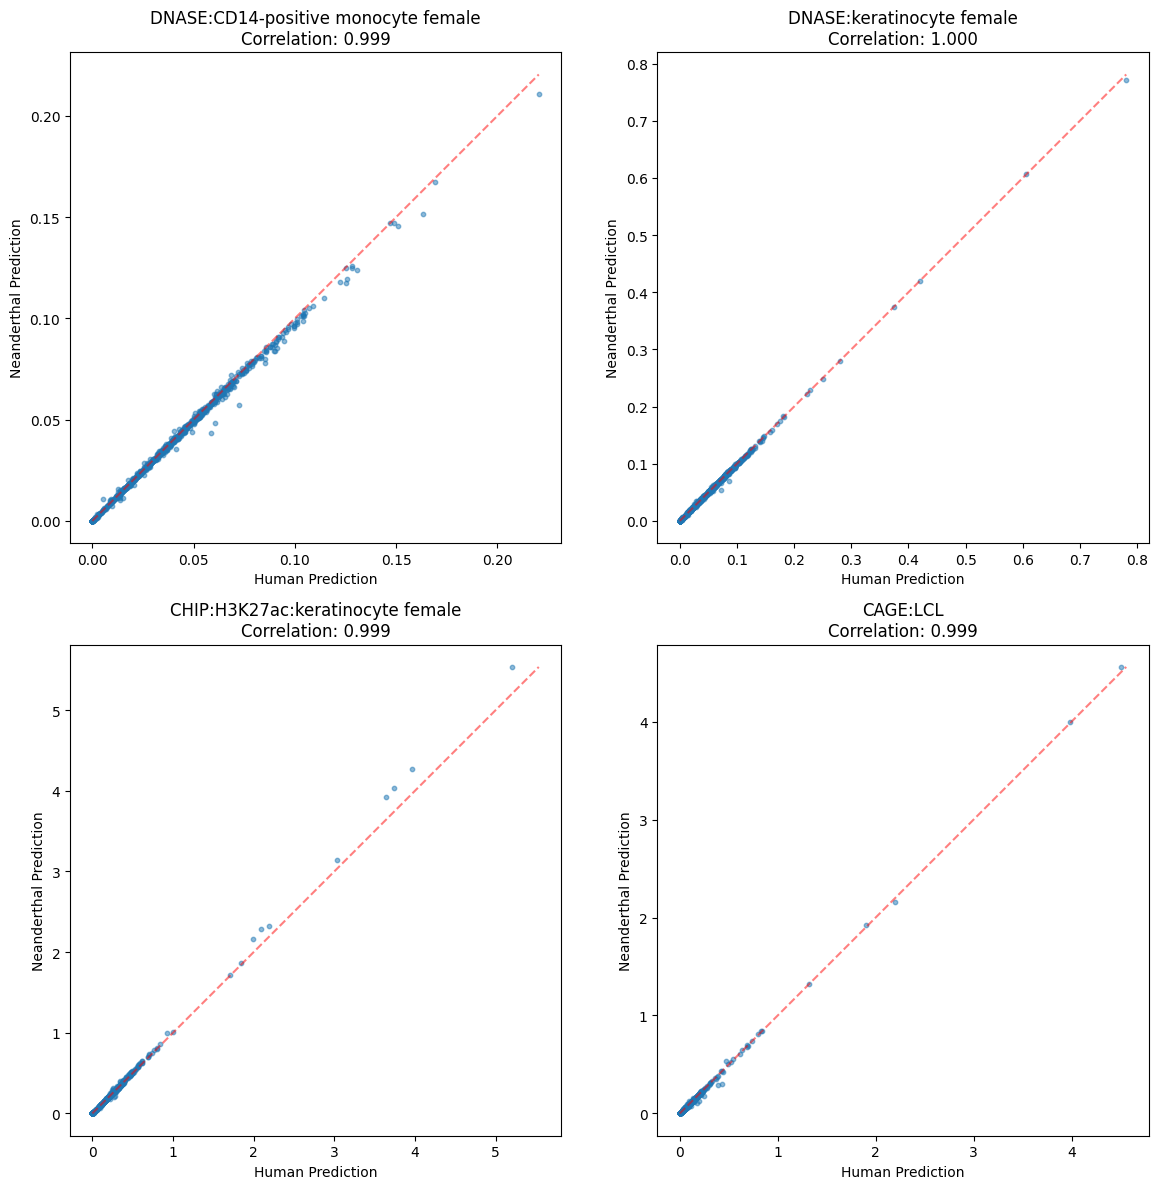 DNASE:CD14-positive monocyte female
Correlation: 0.999
Neanderthal Prediction
0.20
0.15
0.10
0.05
0.00
0.00 0.05 0.10 0.15 0.20
Human Prediction
DNASE:keratinocyte female
Correlation: 1.000
Neanderthal Prediction
0.8
0.7
0.6
0.5
0.4
0.3
0.2
0.1
0.0
0.0 0.1 0.2 0.3 0.4 0.5 0.6 0.7 0.8
Human Prediction
CHIP:H3K27ac:keratinocyte female
Correlation: 0.999
Neanderthal Prediction
5
4
3
2
1
0
0 1 2 3 4 5
Human Prediction
CAGE:LCL
Correlation: 0.999
Neanderthal Prediction
4
3
2
1
0
0 1 2 3 4
Human Prediction